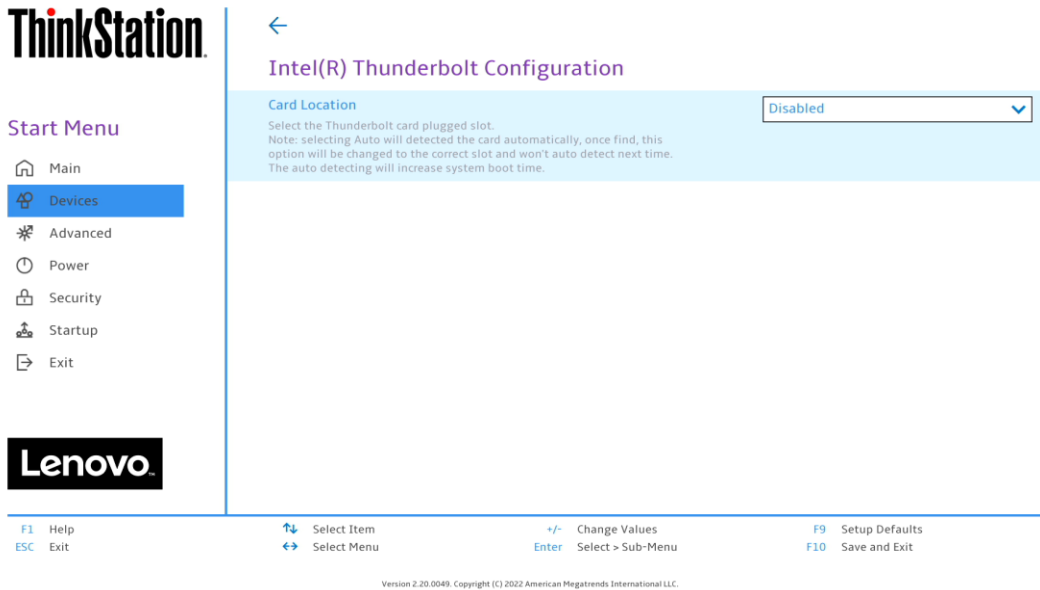 ThinkStation.
Start Menu
Main
Devices
Advanced
Power
Security
Startup
Exit
Lenovo.
Intel(R) Thunderbolt Configuration
Card Location
Disabled
Select the Thunderbolt card plugged slot.
Note: selecting Auto will detected the card automatically, once find, this
option will be changed to the correct slot and won't auto detect next time.
The auto detecting will increase system boot time.
F1 Help
ESC Exit
↑↓ Select Item
↔ Select Menu
+/- Change Values
Enter Select > Sub-Menu
F9 Setup Defaults
F10 Save and Exit
Version 2.20.0049. Copyright (C) 2022 American Megatrends International LLC.